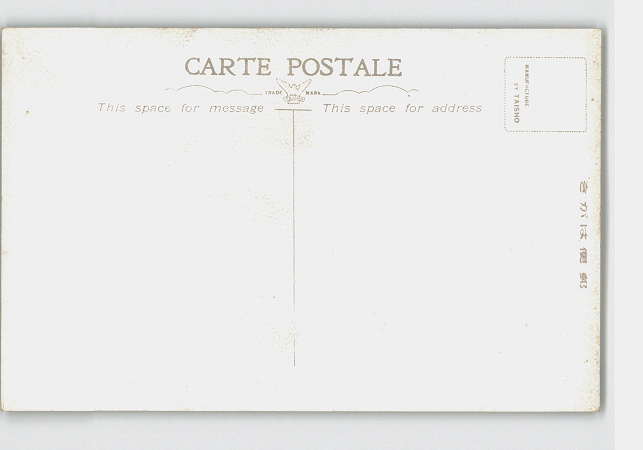 CARTE POSTALE
TRADE MARK
This space for message
This space for address
MANUFACTURE
BY TAISHO
きがは便郵